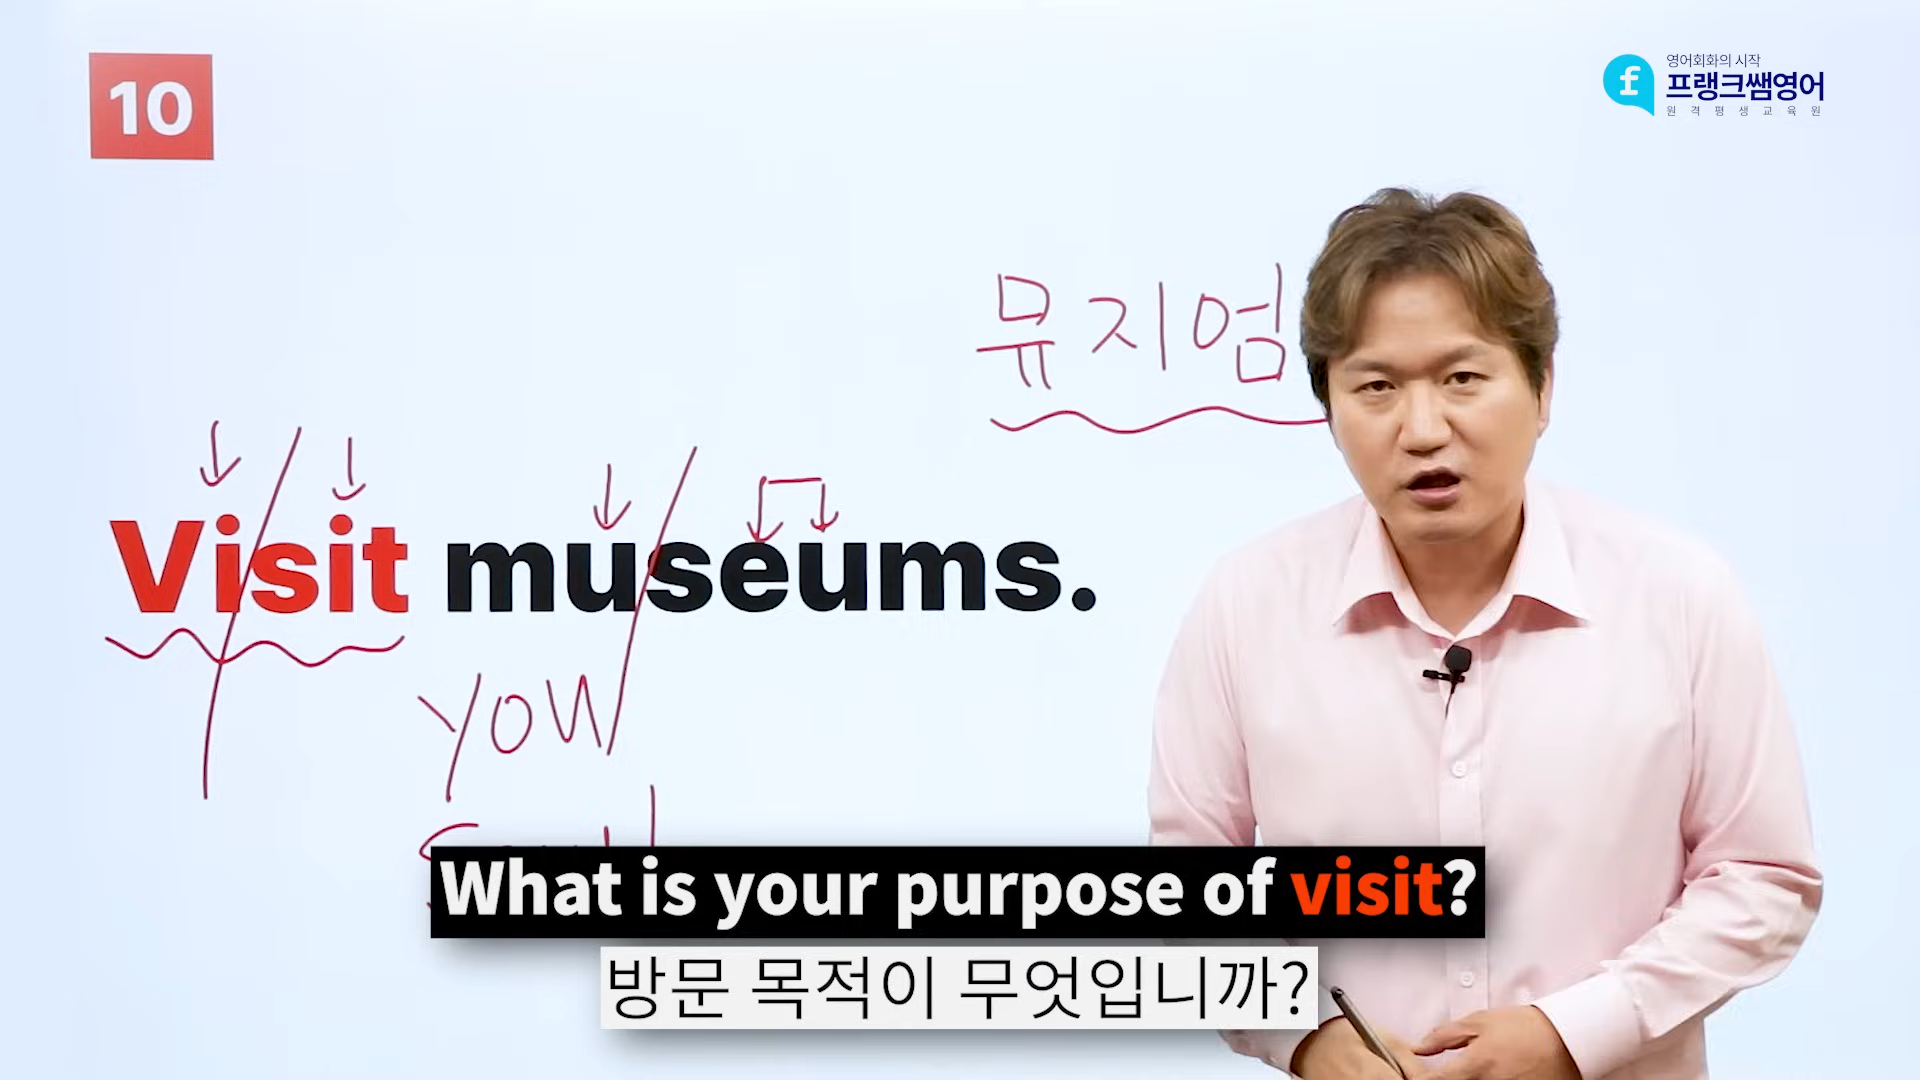 10
영어회화의 시작
프랭크쌤영어
원격평생교육원
뮤지엄
Visit museums.
you
What is your purpose of visit?
방문 목적이 무엇입니까?